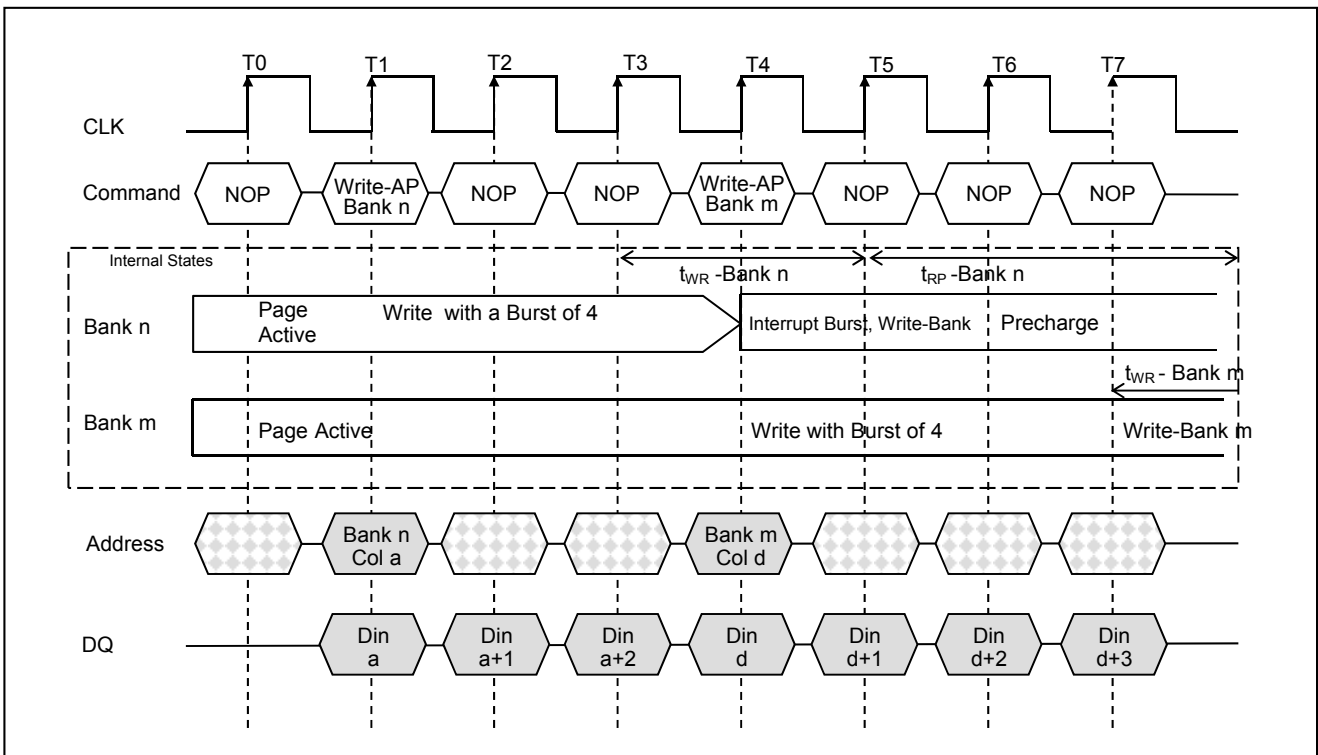 T0 T1 T2 T3 T4 T5 T6 T7
CLK
Command NOP Write-AP Bank n NOP NOP Write-AP Bank m NOP NOP NOP
Internal States
tWR -Bank n tRP -Bank n
Bank n Page Active Write with a Burst of 4 Interrupt Burst, Write-Bank Precharge
tWR - Bank m
Bank m Page Active Write with Burst of 4 Write-Bank m
Address Bank n Col a Bank m Col d
DQ Din a Din a+1 Din a+2 Din d Din d+1 Din d+2 Din d+3